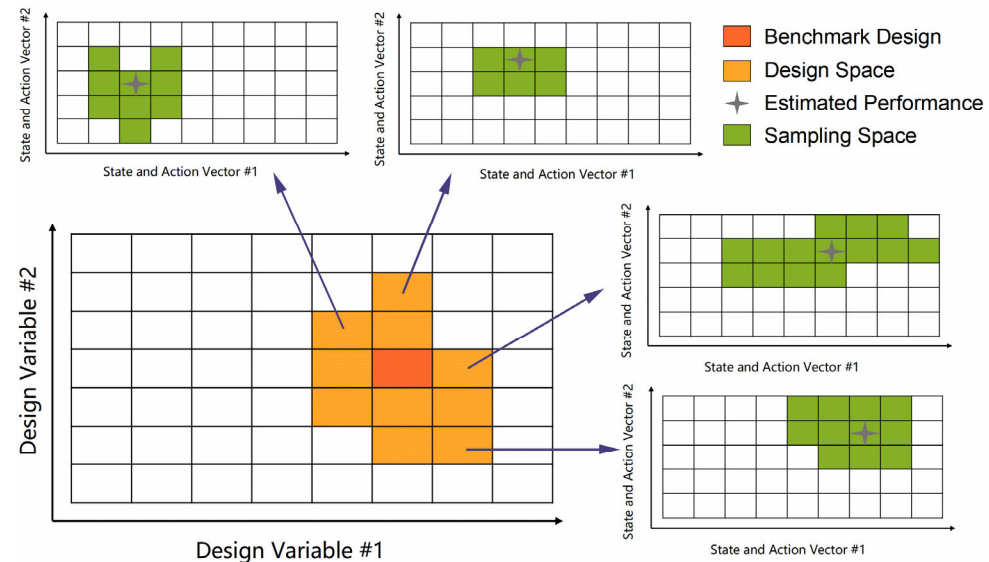 State and Action Vector #2
State and Action Vector #1
State and Action Vector #2
State and Action Vector #1
Benchmark Design
Design Space
Estimated Performance
Sampling Space
Design Variable #2
Design Variable #1
State and Action Vector #2
State and Action Vector #1
State and Action Vector #2
State and Action Vector #1